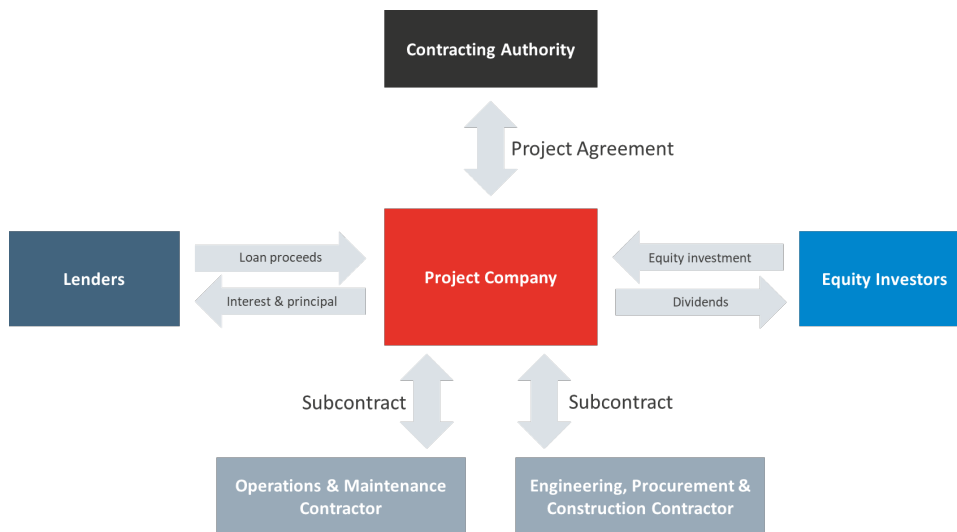 Contracting Authority
Project Agreement
Lenders
Loan proceeds
Interest & principal
Project Company
Equity investment
Dividends
Equity Investors
Subcontract
Subcontract
Operations & Maintenance
Contractor
Engineering, Procurement &
Construction Contractor